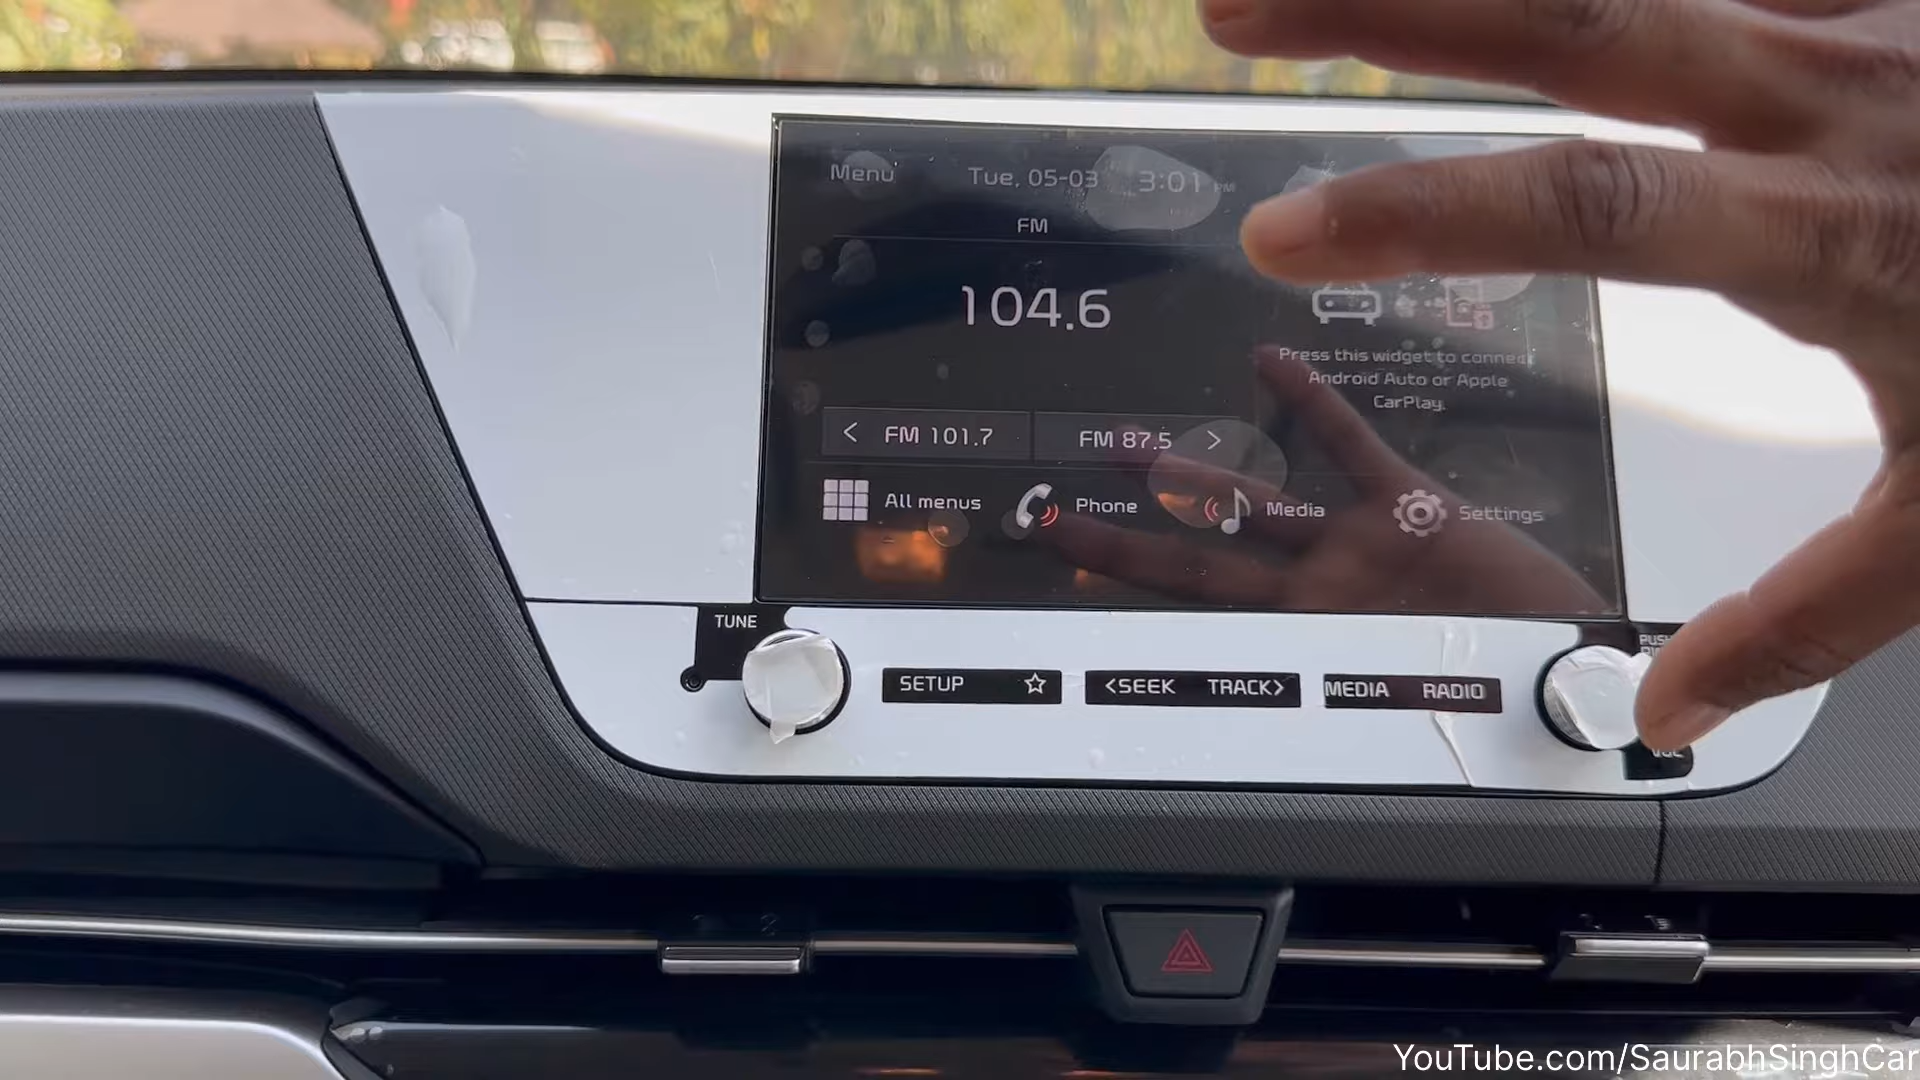 Menu
Tue, 05-03
3:01 PM
FM
104.6
Press this widget to connect
Android Auto or Apple
CarPlay.
< FM 101.7
FM 87.5 >
All menus
Phone
Media
Settings
TUNE
SETUP ☆
<SEEK TRACK>
MEDIA RADIO
VOL
YouTube.com/SaurabhSinghCar